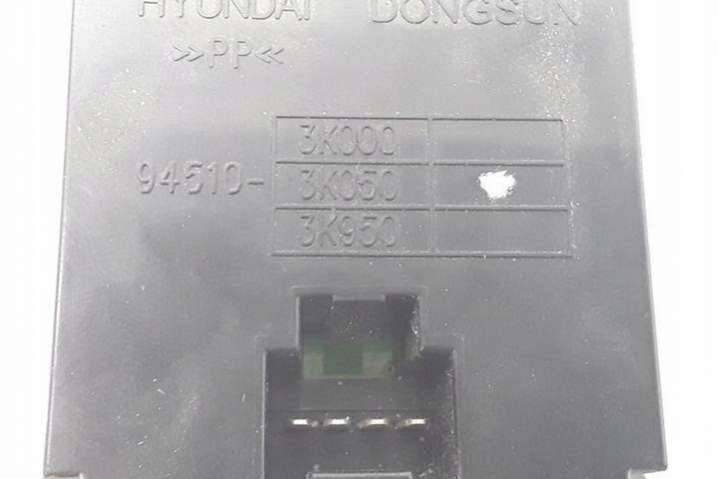 HYUNDAI DONGSUN
>>PP<<
3K000
94510- 3K050
3K950